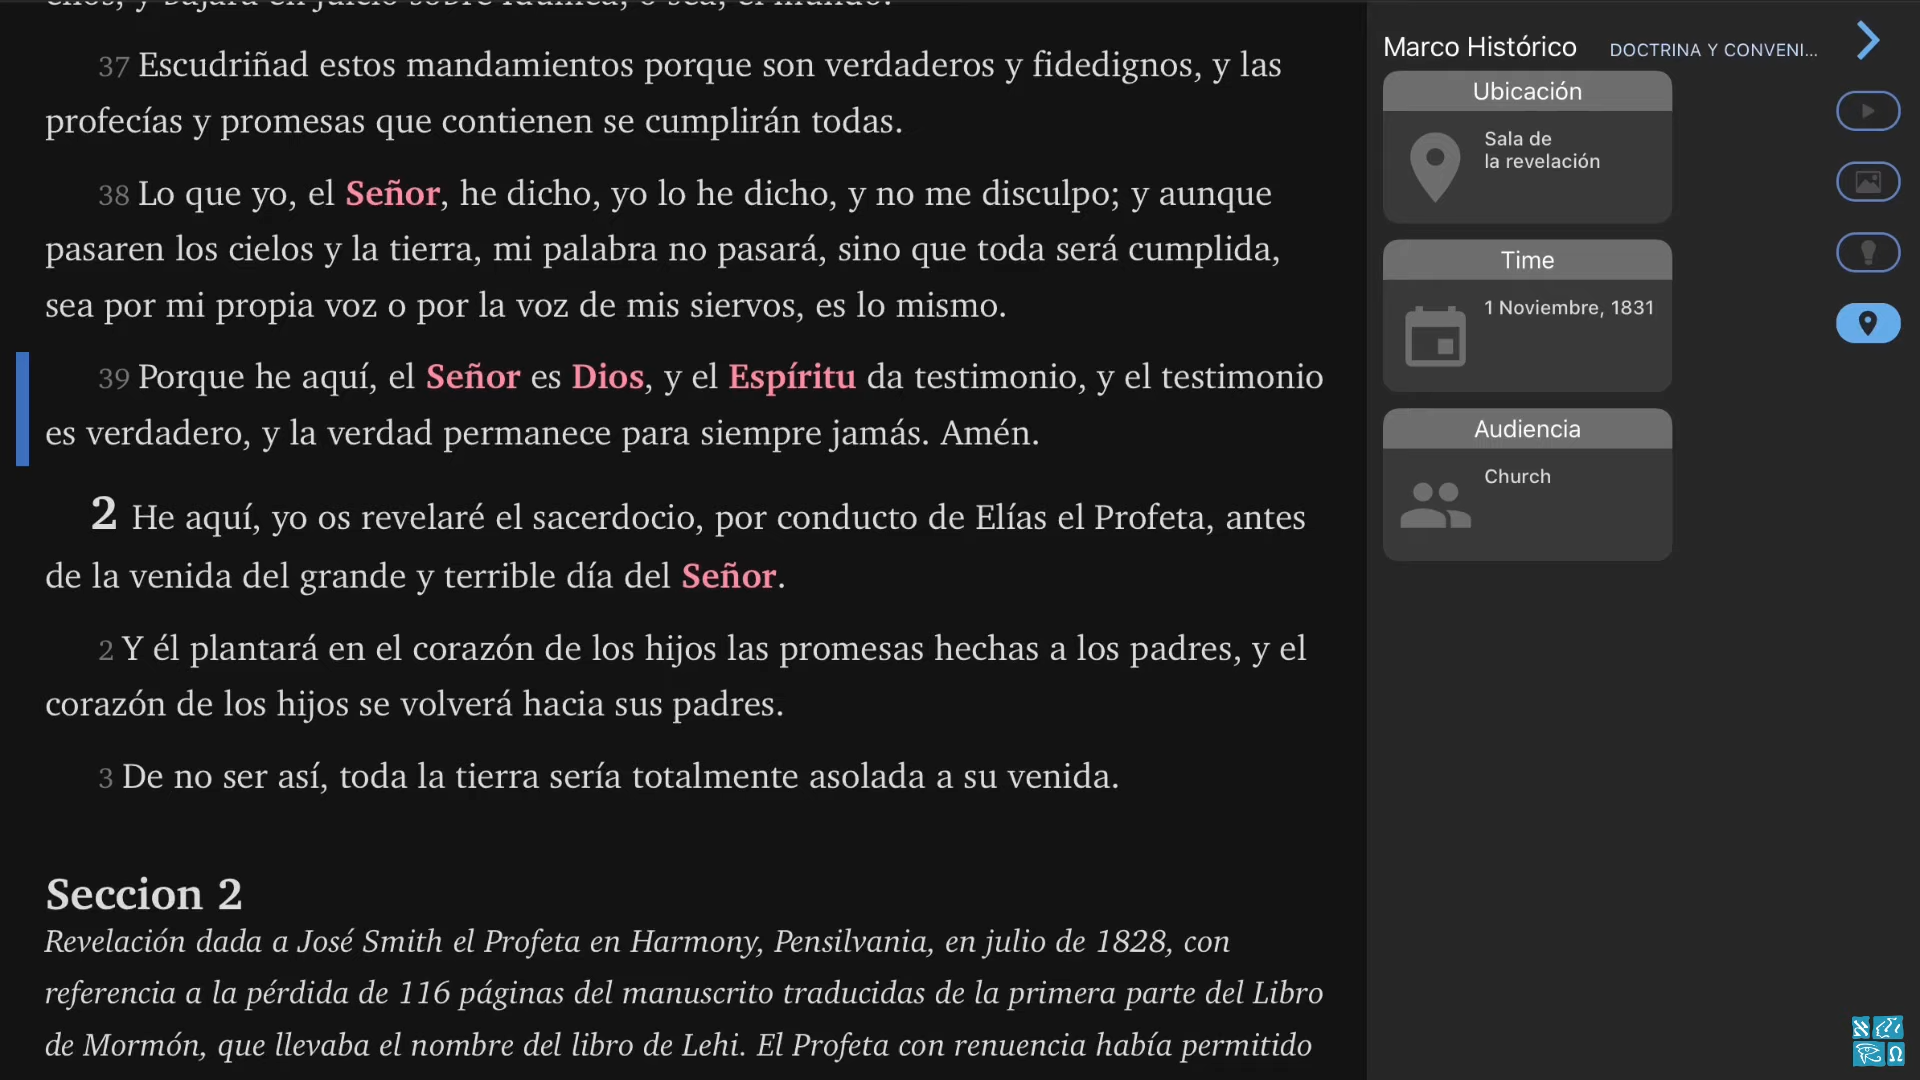 37 Escudriñad estos mandamientos porque son verdaderos y fidedignos, y las
profecías y promesas que contienen se cumplirán todas.
38 Lo que yo, el Señor, he dicho, yo lo he dicho, y no me disculpo; y aunque
pasaren los cielos y la tierra, mi palabra no pasará, sino que toda será cumplida,
sea por mi propia voz o por la voz de mis siervos, es lo mismo.
39 Porque he aquí, el Señor es Dios, y el Espíritu da testimonio, y el testimonio
es verdadero, y la verdad permanece para siempre jamás. Amén.
2 He aquí, yo os revelaré el sacerdocio, por conducto de Elías el Profeta, antes
de la venida del grande y terrible día del Señor.
2 Y él plantará en el corazón de los hijos las promesas hechas a los padres, y el
corazón de los hijos se volverá hacia sus padres.
3 De no ser así, toda la tierra sería totalmente asolada a su venida.
Seccion 2
Revelación dada a José Smith el Profeta en Harmony, Pensilvania, en julio de 1828, con
referencia a la pérdida de 116 páginas del manuscrito traducidas de la primera parte del Libro
de Mormón, que llevaba el nombre del libro de Lehi. El Profeta con renuencia había permitido
Marco Histórico DOCTRINA Y CONVENI...
Ubicación
Sala de
la revelación
Time
1 Noviembre, 1831
Audiencia
Church